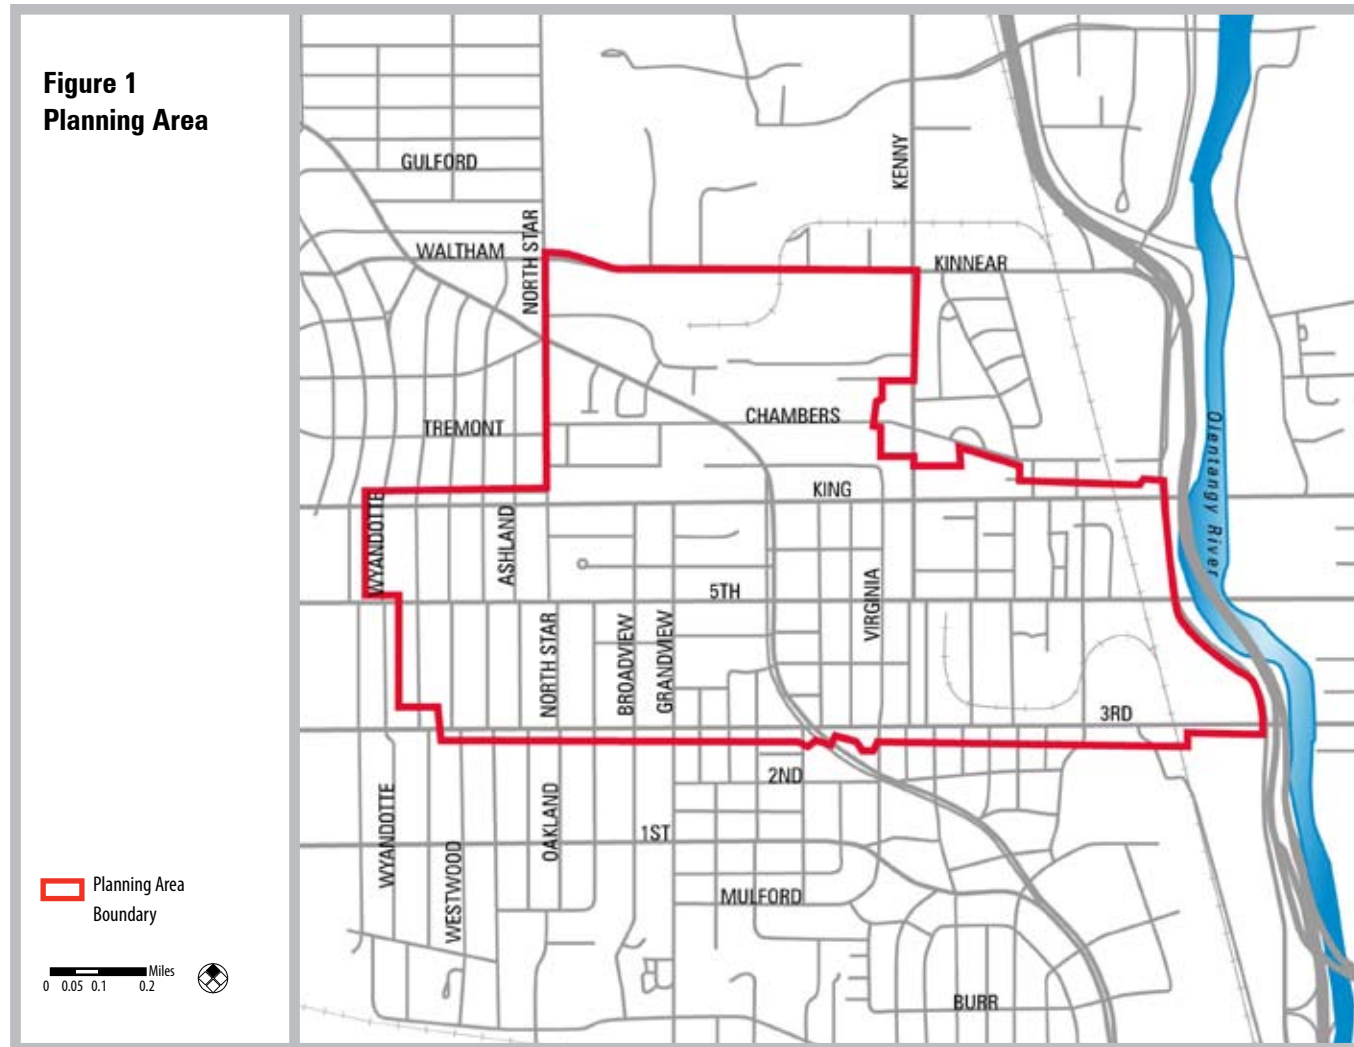 Figure 1
Planning Area
GULFORD
KENNY
NORTH STAR
WALTHAM
KINNEAR
CHAMBERS
TREMONT
Olentangy River
KING
WYANDOTTE
ASHLAND
5TH
VIRGINIA
NORTH STAR
BROADVIEW
GRANDVIEW
3RD
2ND
WYANDOTTE
OAKLAND
1ST
WESTWOOD
MULFORD
BURR
Planning Area
Boundary
Miles
0 0.05 0.1 0.2